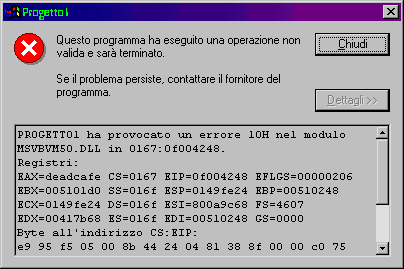 Progetto1
Questo programma ha eseguito una operazione non
valida e sarà terminato.
Se il problema persiste, contattare il fornitore del
programma.
Chiudi
Dettagli >>
PROGETTO1 ha provocato un errore 10H nel modulo
MSVBVM50.DLL in 0167:0f004248.
Registri:
EAX=deadcafe CS=0167 EIP=0f004248 EFLGS=00000206
EBX=005101d0 SS=016f ESP=0149fe24 EBP=00510248
ECX=0149fe24 DS=016f ESI=800a9c68 FS=4607
EDX=00417b68 ES=016f EDI=00510248 GS=0000
Byte all'indirizzo CS:EIP:
e9 95 f5 05 00 8b 44 24 04 81 38 8f 00 00 c0 75